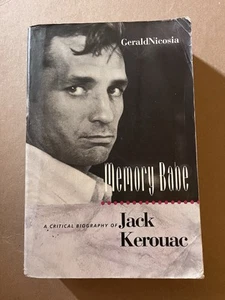 GeraldNicosia
Memory Babe
A CRITICAL BIOGRAPHY OF Jack
Kerouac